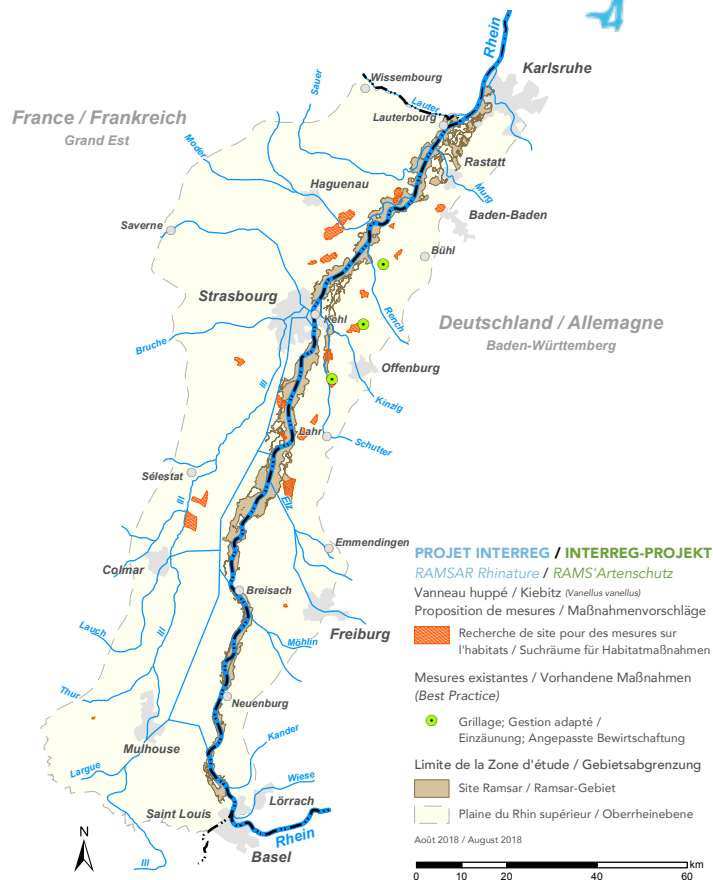 Rhein
Karlsruhe
Wissembourg
Sauer
Lauter
Lauterbourg
France / Frankreich
Grand Est
Moder
Rastatt
Haguenau
Murg
Baden-Baden
Saverne
Bühl
Strasbourg
Kehl
Rench
Deutschland / Allemagne
Baden-Württemberg
Bruche
Ill
Offenburg
Kinzig
Lahr
Schutter
Sélestat
Ill
Elz
Emmendingen
Colmar
Breisach
Freiburg
Lauch
Ill
Möhlin
Thur
Neuenburg
Mulhouse
Kander
Largue
Wiese
Saint Louis
Lörrach
Rhein
Basel
Ill
N
PROJET INTERREG / INTERREG-PROJEKT
RAMSAR Rhinature / RAMS'Artenschutz
Vanneau huppé / Kiebitz (Vanellus vanellus)
Proposition de mesures / Maßnahmenvorschläge
Recherche de site pour des mesures sur
l'habitats / Suchräume für Habitatmaßnahmen
Mesures existantes / Vorhandene Maßnahmen
(Best Practice)
Grillage; Gestion adapté /
Einzäunung; Angepasste Bewirtschaftung
Limite de la Zone d'étude / Gebietsabgrenzung
Site Ramsar / Ramsar-Gebiet
Plaine du Rhin supérieur / Oberrheinebene
Août 2018 / August 2018
km
0 10 20 40 60